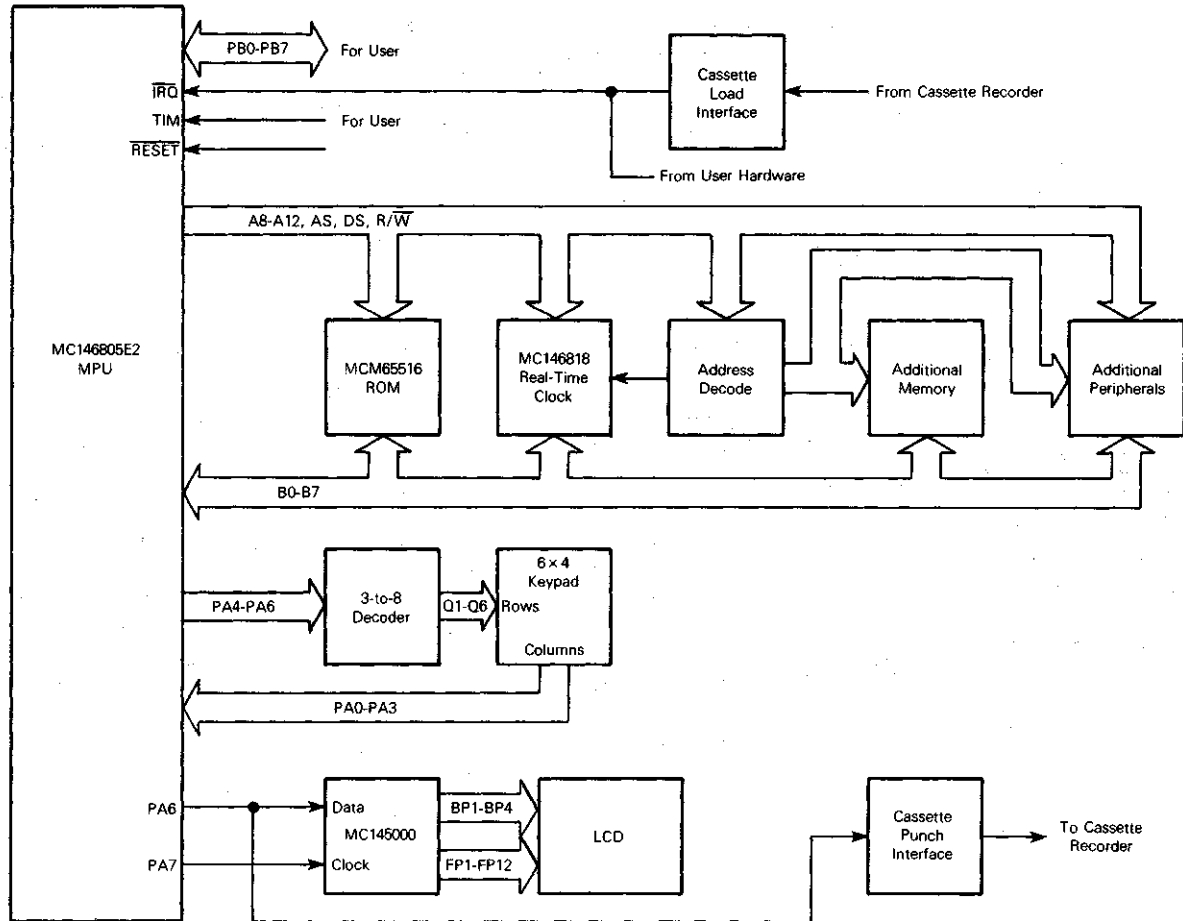 PB0-PB7 For User
IRQ
TIM For User
RESET
Cassette
Load
Interface
From Cassette Recorder
From User Hardware
A8-A12, AS, DS, R/W
MC146805E2
MPU
MCM65516
ROM
MC146818
Real-Time
Clock
Address
Decode
Additional
Memory
Additional
Peripherals
B0-B7
PA4-PA6
3-to-8
Decoder
Q1-Q6
6 × 4
Keypad
Rows
Columns
PA0-PA3
PA6
PA7
Data
MC145000
Clock
BP1-BP4
FP1-FP12
LCD
Cassette
Punch
Interface
To Cassette
Recorder